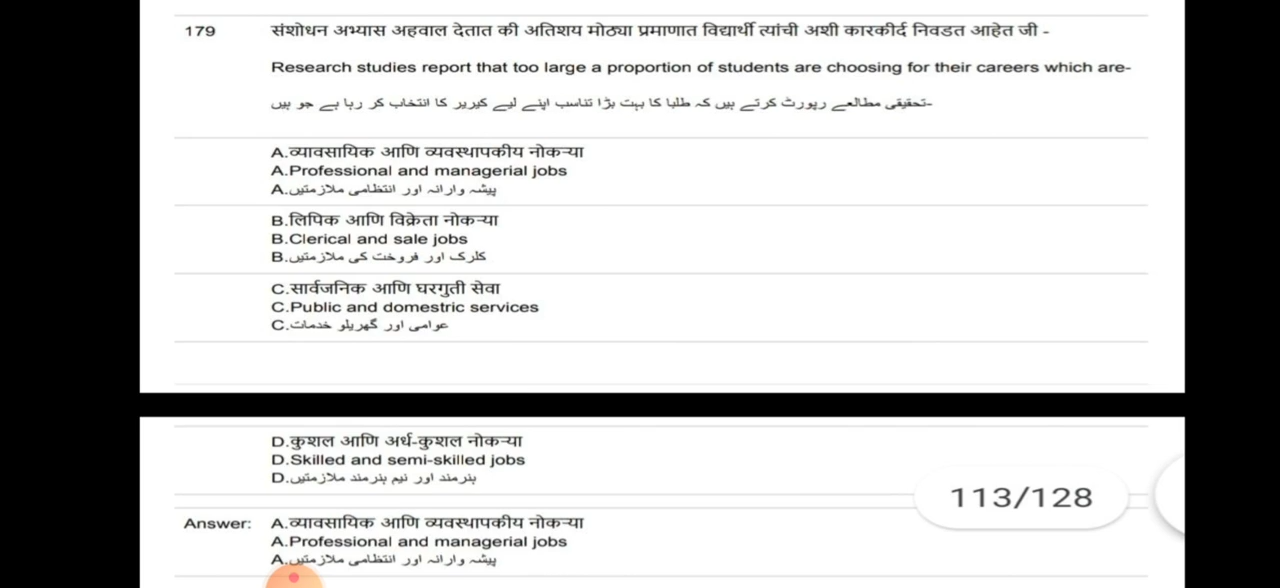 179 संशोधन अभ्यास अहवाल देतात की अतिशय मोठ्या प्रमाणात विद्यार्थी त्यांची अशी कारकीर्द निवडत आहेत जी -
Research studies report that too large a proportion of students are choosing for their careers which are-
تحقیقی مطالعے رپورٹ کرتے ہیں کہ طلبا کا بہت بڑا تناسب اپنے لیے کیریر کا انتخاب کر رہا ہے جو ہیں-
A.व्यावसायिक आणि व्यवस्थापकीय नोकऱ्या
A.Professional and managerial jobs
A.پیشہ وارانہ اور انتظامی ملازمتیں
B.लिपिक आणि विक्रेता नोकऱ्या
B.Clerical and sale jobs
B.کلرک اور فروخت کی ملازمتیں
C.सार्वजनिक आणि घरगुती सेवा
C.Public and domestric services
C.عوامی اور گھریلو خدمات
D.कुशल आणि अर्ध-कुशल नोकऱ्या
D.Skilled and semi-skilled jobs
D.ہنرمند اور نیم ہنرمند ملازمتیں
113/128
Answer: A.व्यावसायिक आणि व्यवस्थापकीय नोकऱ्या
A.Professional and managerial jobs
A.پیشہ وارانہ اور انتظامی ملازمتیں